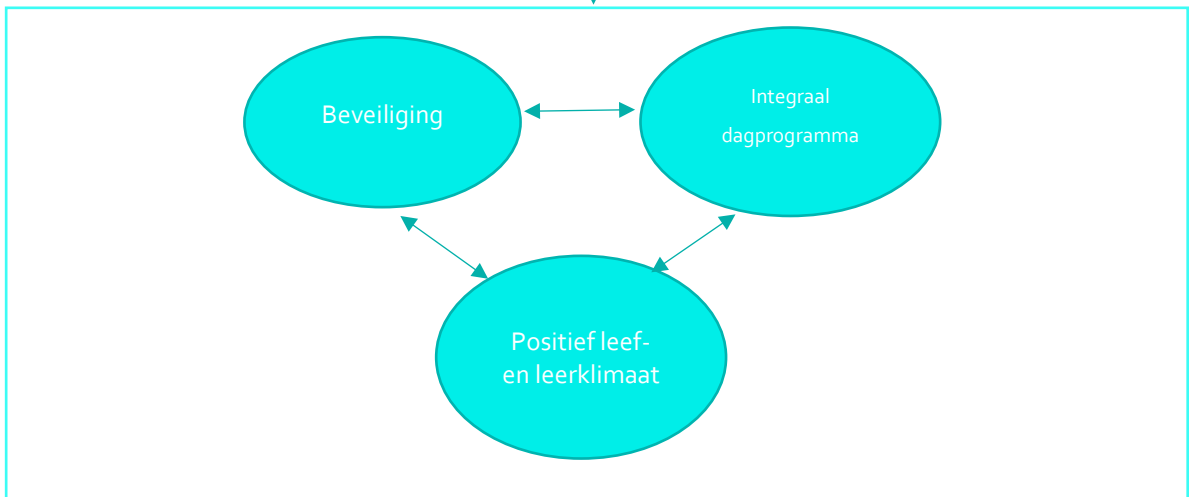 Beveiliging
Integraal
dagprogramma
Positief leef-
en leerklimaat